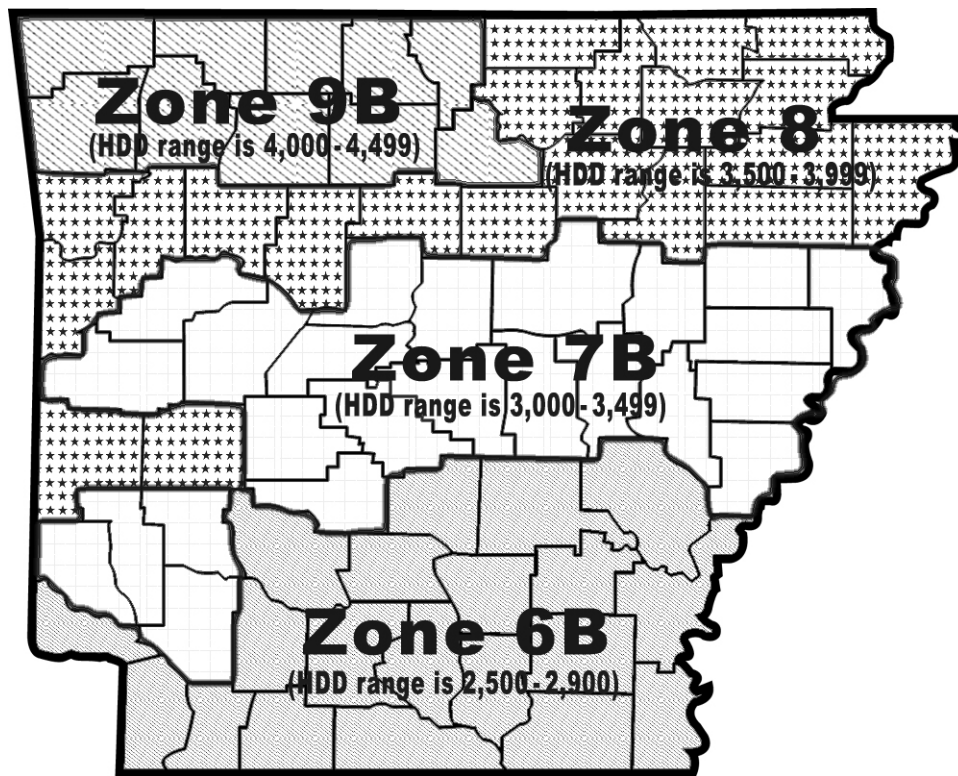 Zone 9B
(HDD range is 4,000-4,499)
Zone 8
(HDD range is 3,500-3,999)
Zone 7B
(HDD range is 3,000-3,499)
Zone 6B
(HDD range is 2,500-2,900)